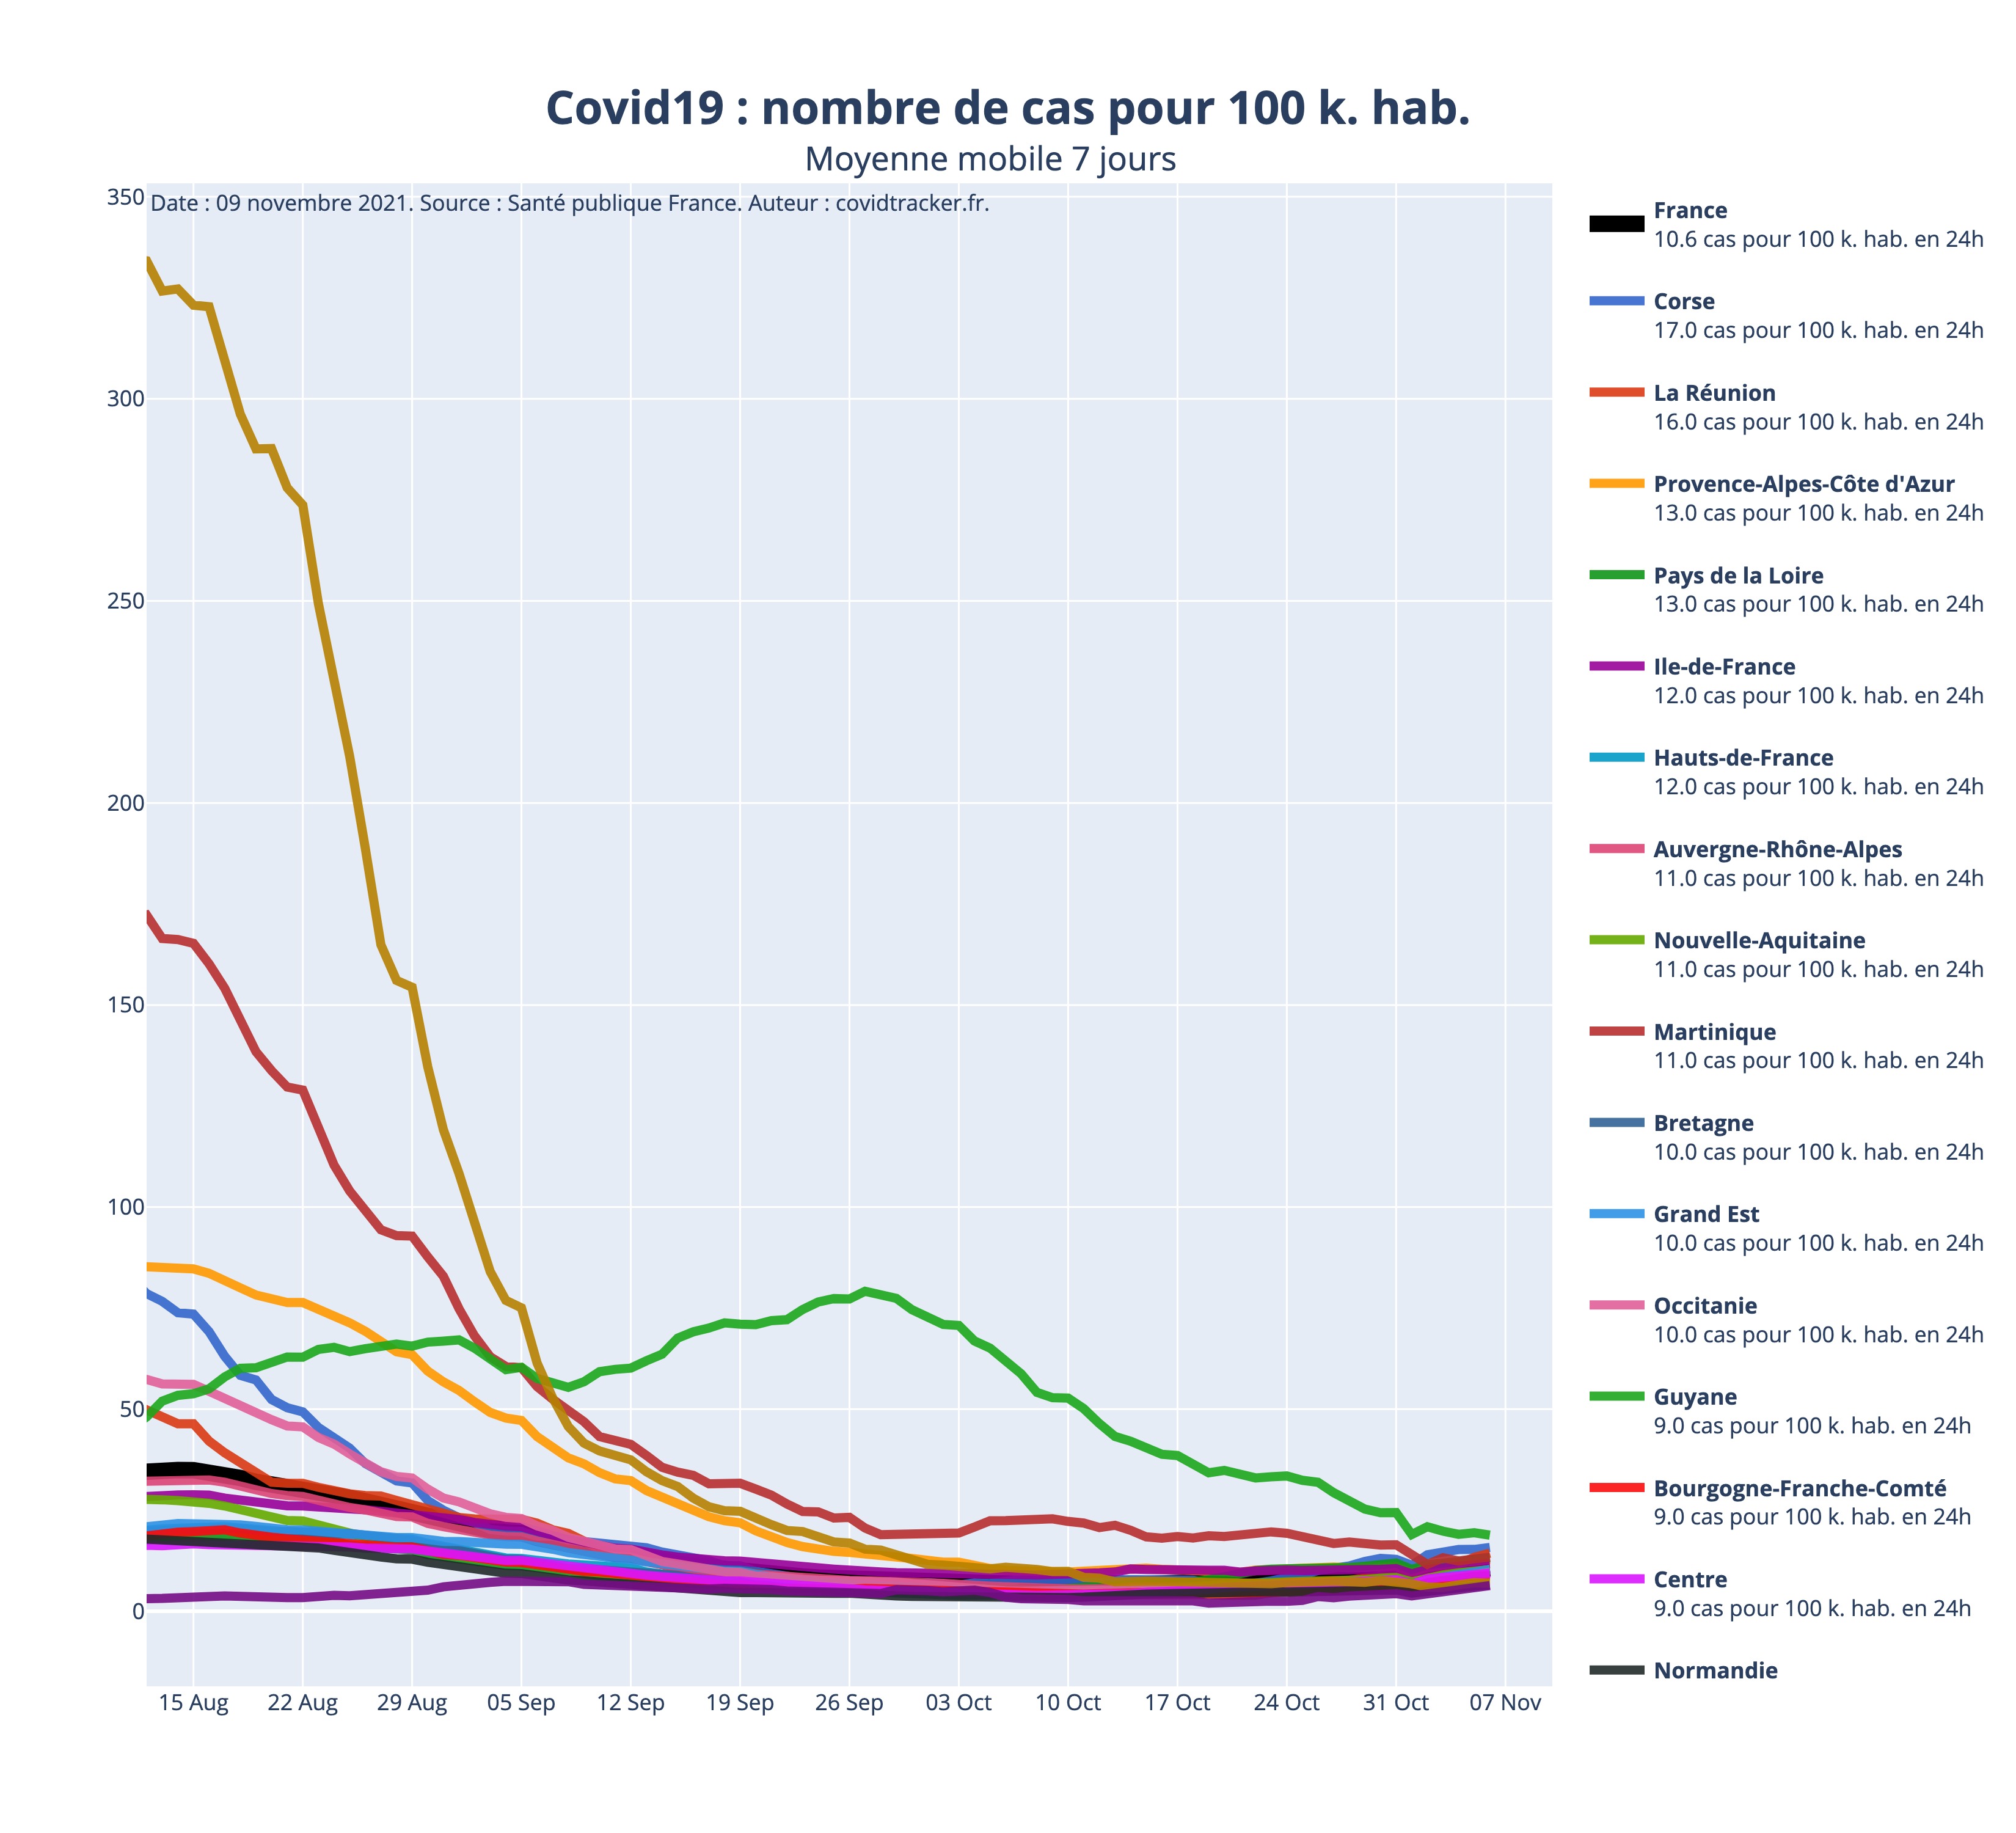 Covid19 : nombre de cas pour 100 k. hab.
Moyenne mobile 7 jours
Date : 09 novembre 2021. Source : Santé publique France. Auteur : covidtracker.fr.
350
300
250
200
150
100
50
0
15 Aug
22 Aug
29 Aug
05 Sep
12 Sep
19 Sep
26 Sep
03 Oct
10 Oct
17 Oct
24 Oct
31 Oct
07 Nov
France
10.6 cas pour 100 k. hab. en 24h
Corse
17.0 cas pour 100 k. hab. en 24h
La Réunion
16.0 cas pour 100 k. hab. en 24h
Provence-Alpes-Côte d'Azur
13.0 cas pour 100 k. hab. en 24h
Pays de la Loire
13.0 cas pour 100 k. hab. en 24h
Ile-de-France
12.0 cas pour 100 k. hab. en 24h
Hauts-de-France
12.0 cas pour 100 k. hab. en 24h
Auvergne-Rhône-Alpes
11.0 cas pour 100 k. hab. en 24h
Nouvelle-Aquitaine
11.0 cas pour 100 k. hab. en 24h
Martinique
11.0 cas pour 100 k. hab. en 24h
Bretagne
10.0 cas pour 100 k. hab. en 24h
Grand Est
10.0 cas pour 100 k. hab. en 24h
Occitanie
10.0 cas pour 100 k. hab. en 24h
Guyane
9.0 cas pour 100 k. hab. en 24h
Bourgogne-Franche-Comté
9.0 cas pour 100 k. hab. en 24h
Centre
9.0 cas pour 100 k. hab. en 24h
Normandie